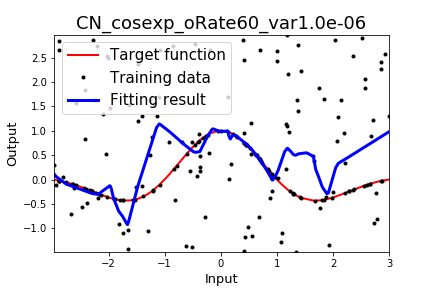 CN_cosexp_oRate60_var1.0e-06
Target function
Training data
Fitting result
2.5
2.0
1.5
1.0
0.5
0.0
−0.5
−1.0
Output
−2
−1
0
1
2
3
Input